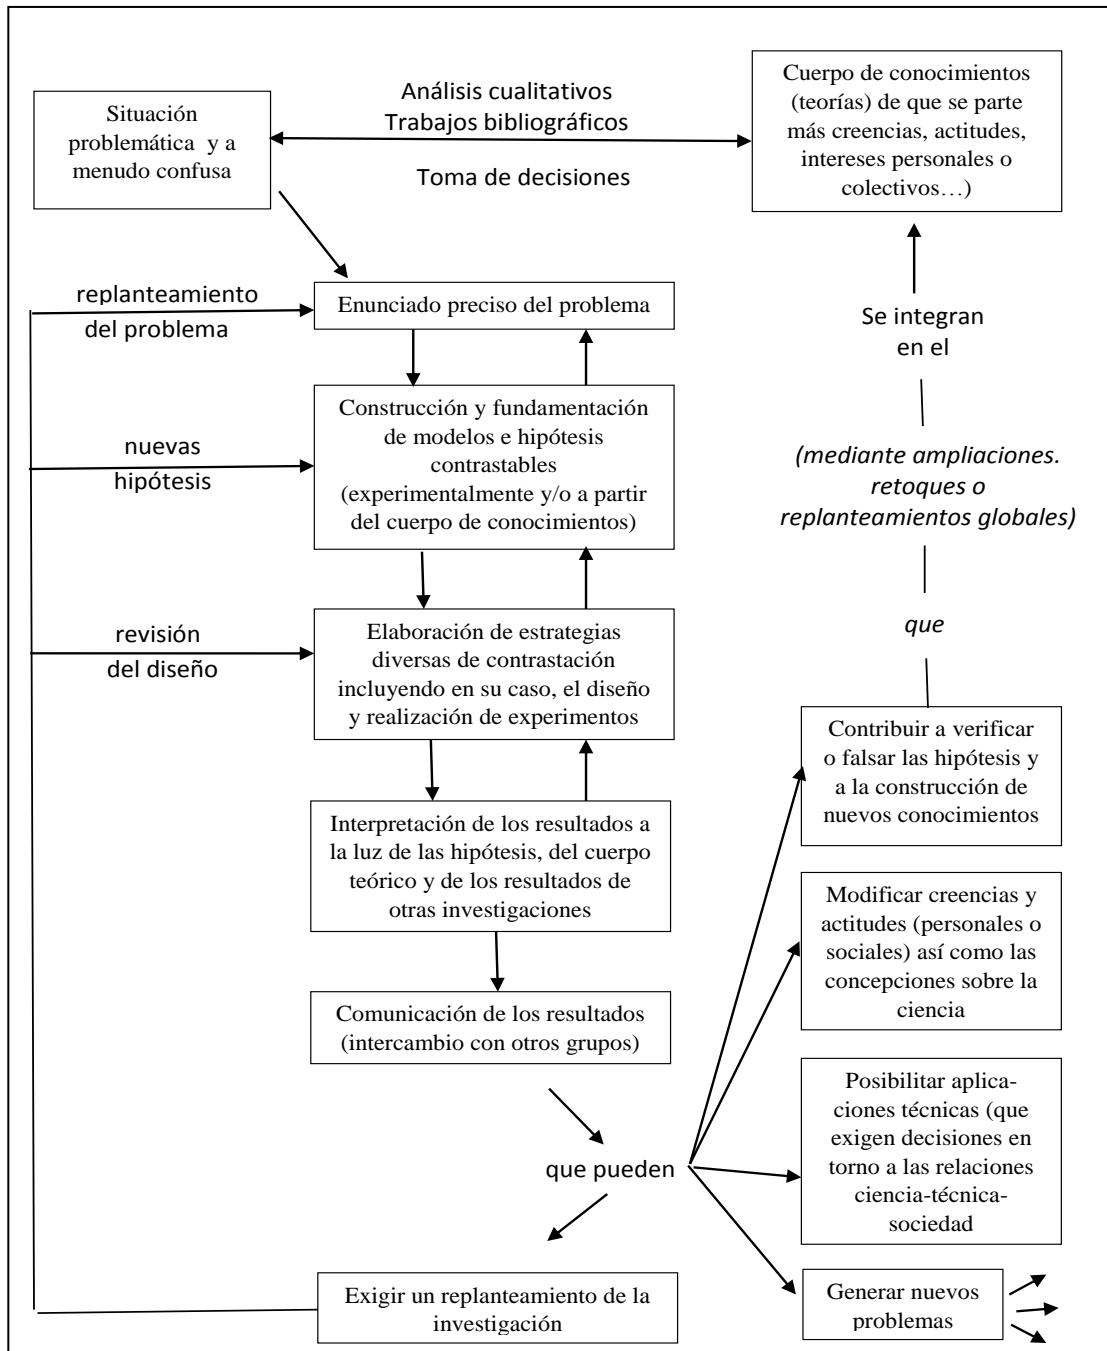 Situación
problemática y a
menudo confusa
Análisis cualitativos
Trabajos bibliográficos
Toma de decisiones
Cuerpo de conocimientos
(teorías) de que se parte
más creencias, actitudes,
intereses personales o
colectivos…)
replanteamiento
del problema
Enunciado preciso del problema
Se integran
en el
nuevas
hipótesis
Construcción y fundamentación
de modelos e hipótesis
contrastables
(experimentalmente y/o a partir
del cuerpo de conocimientos)
(mediante ampliaciones.
retoques o
replanteamientos globales)
que
revisión
del diseño
Elaboración de estrategias
diversas de contrastación
incluyendo en su caso, el diseño
y realización de experimentos
Contribuir a verificar
o falsar las hipótesis y
a la construcción de
nuevos conocimientos
Interpretación de los resultados a
la luz de las hipótesis, del cuerpo
teórico y de los resultados de
otras investigaciones
Modificar creencias y
actitudes (personales o
sociales) así como las
concepciones sobre la
ciencia
Comunicación de los resultados
(intercambio con otros grupos)
Posibilitar aplica-
ciones técnicas (que
exigen decisiones en
torno a las relaciones
ciencia-técnica-
sociedad
que pueden
Exigir un replanteamiento de la
investigación
Generar nuevos
problemas